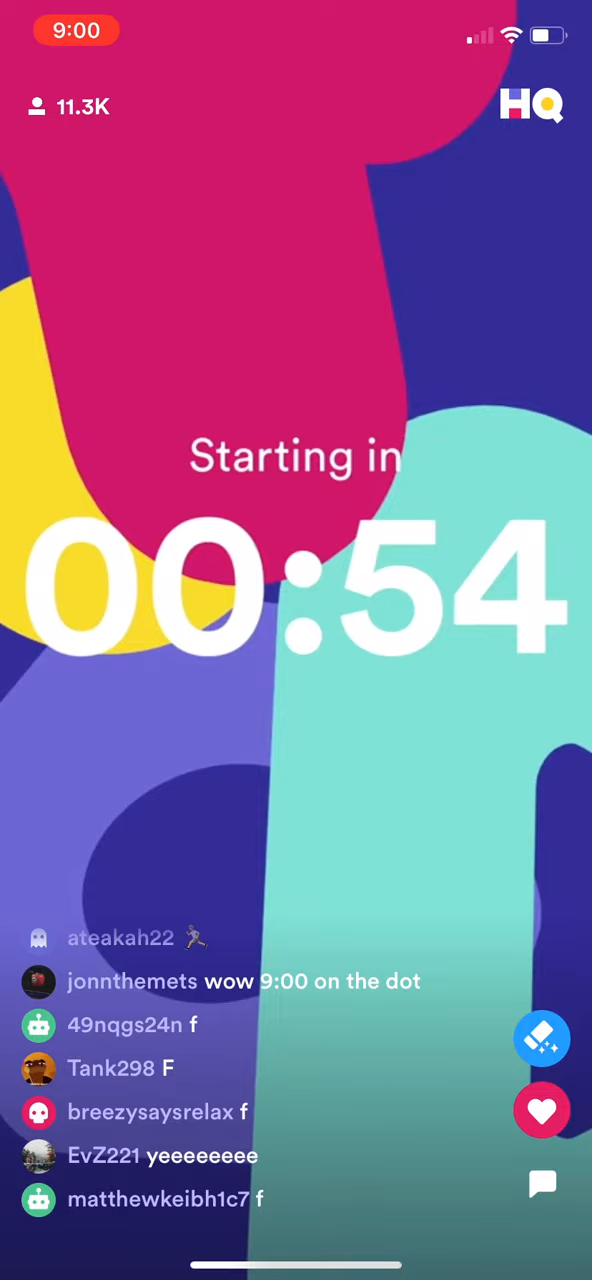 9:00
11.3K
HQ
Starting in
00:54
ateakah22 🏃
jonnthemets wow 9:00 on the dot
49nqgs24n f
Tank298 F
breezysaysrelax f
EvZ221 yeeeeeeee
matthewkeibh1c7 f